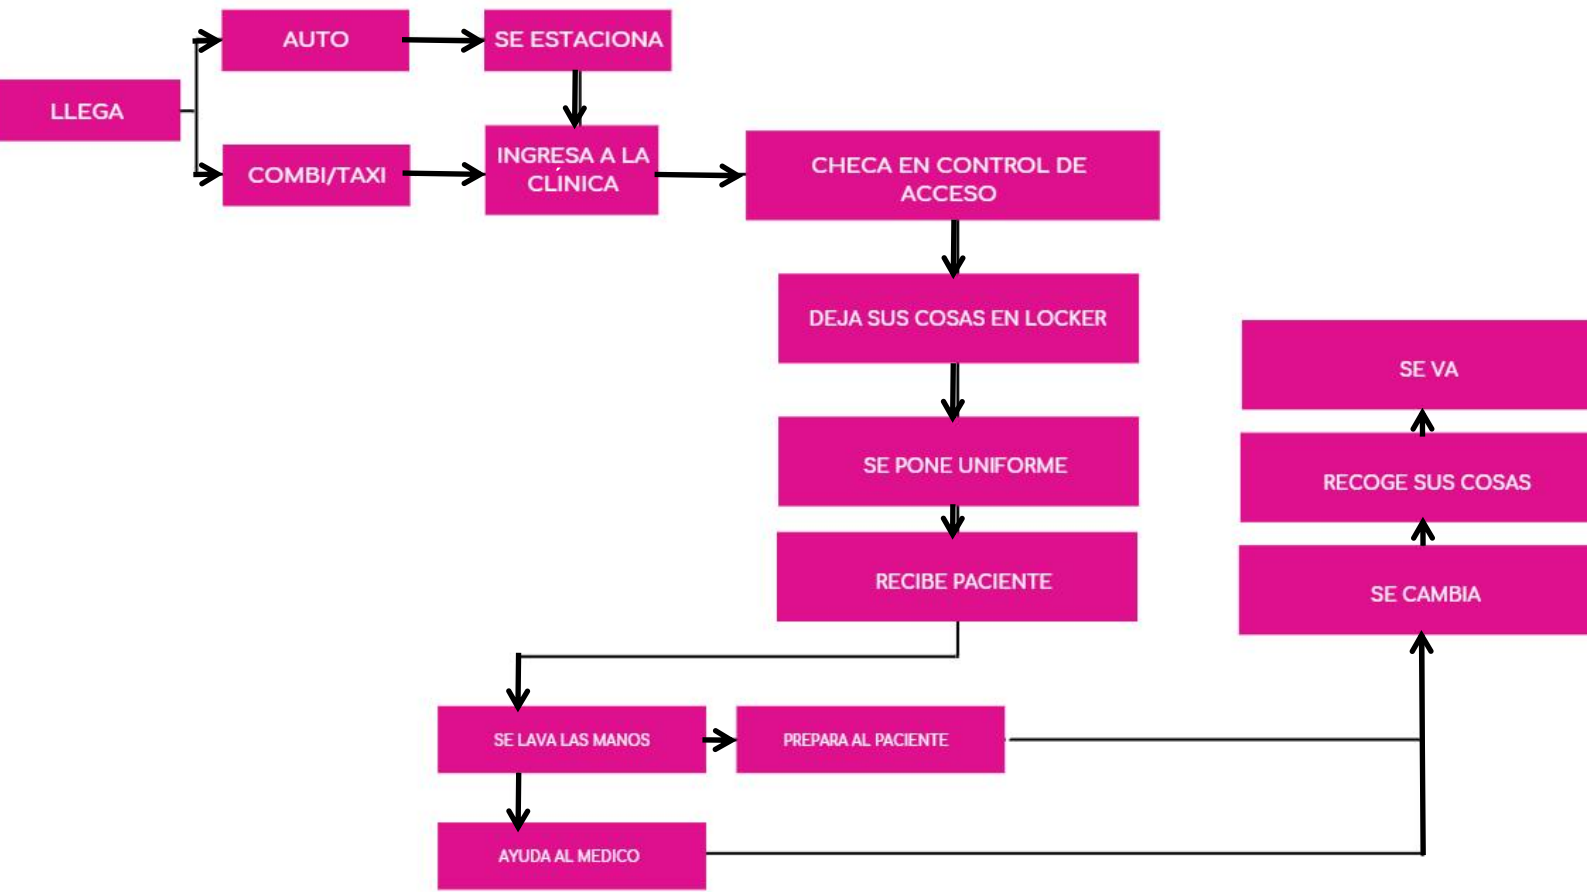 LLEGA
AUTO
SE ESTACIONA
COMBI/TAXI
INGRESA A LA
CLÍNICA
CHECA EN CONTROL DE
ACCESO
DEJA SUS COSAS EN LOCKER
SE PONE UNIFORME
RECIBE PACIENTE
SE LAVA LAS MANOS
PREPARA AL PACIENTE
AYUDA AL MEDICO
SE CAMBIA
RECOGE SUS COSAS
SE VA